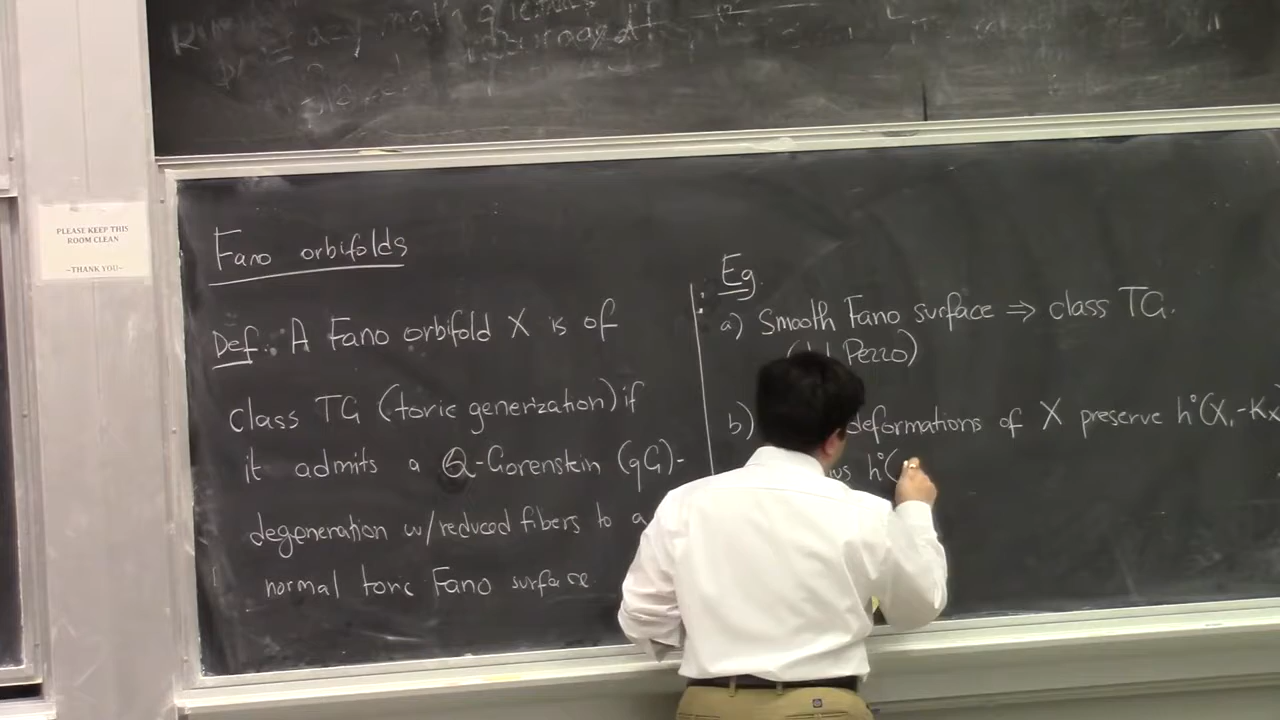 PLEASE KEEP THIS
ROOM CLEAN
~THANK YOU~
Fano orbifolds
Def.: A Fano orbifold X is of
class TG (toric generization) if
it admits a Q-Gorenstein (qG)-
degeneration w/reduced fibers to a
normal toric Fano surface.
Eg.
a) Smooth Fano surface ⇒ class TG.
Pezzo)
b) deformations of X preserve h°(X,-Kx
h°(